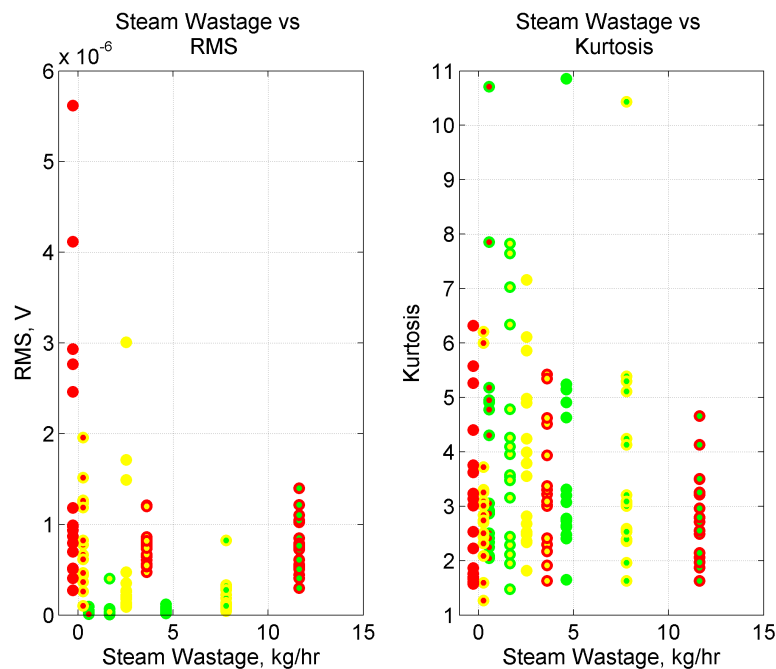 Steam Wastage vs
RMS
x 10^-6
6
5
4
3
2
1
0
0 5 10 15
RMS, V
Steam Wastage, kg/hr
Steam Wastage vs
Kurtosis
11
10
9
8
7
6
5
4
3
2
1
0 5 10 15
Kurtosis
Steam Wastage, kg/hr